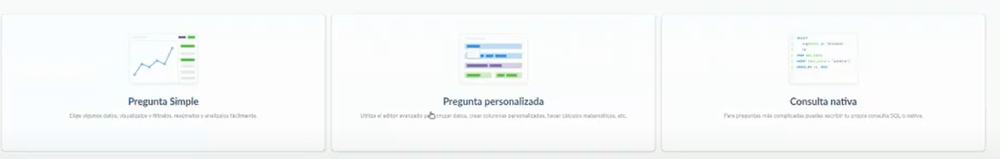 Pregunta Simple
Elige algunos datos, visualízalos y fíltralos, resúmelos y analízalos fácilmente.
Pregunta personalizada
Utiliza el editor avanzado cruzar datos, crear columnas personalizadas, hacer cálculos matemáticos, etc.
Consulta nativa
Para preguntas más complicadas puedes escribir tu propia consulta SQL o nativa.
SELECT